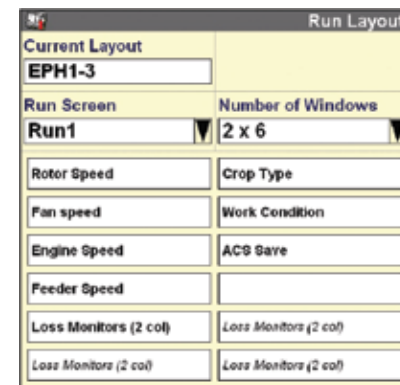 Run Layout
Current Layout
EPH1-3
Run Screen Number of Windows
Run1 2 x 6
Rotor Speed Crop Type
Fan speed Work Condition
Engine Speed ACS Save
Feeder Speed
Loss Monitors (2 col) Loss Monitors (2 col)
Loss Monitors (2 col) Loss Monitors (2 col)